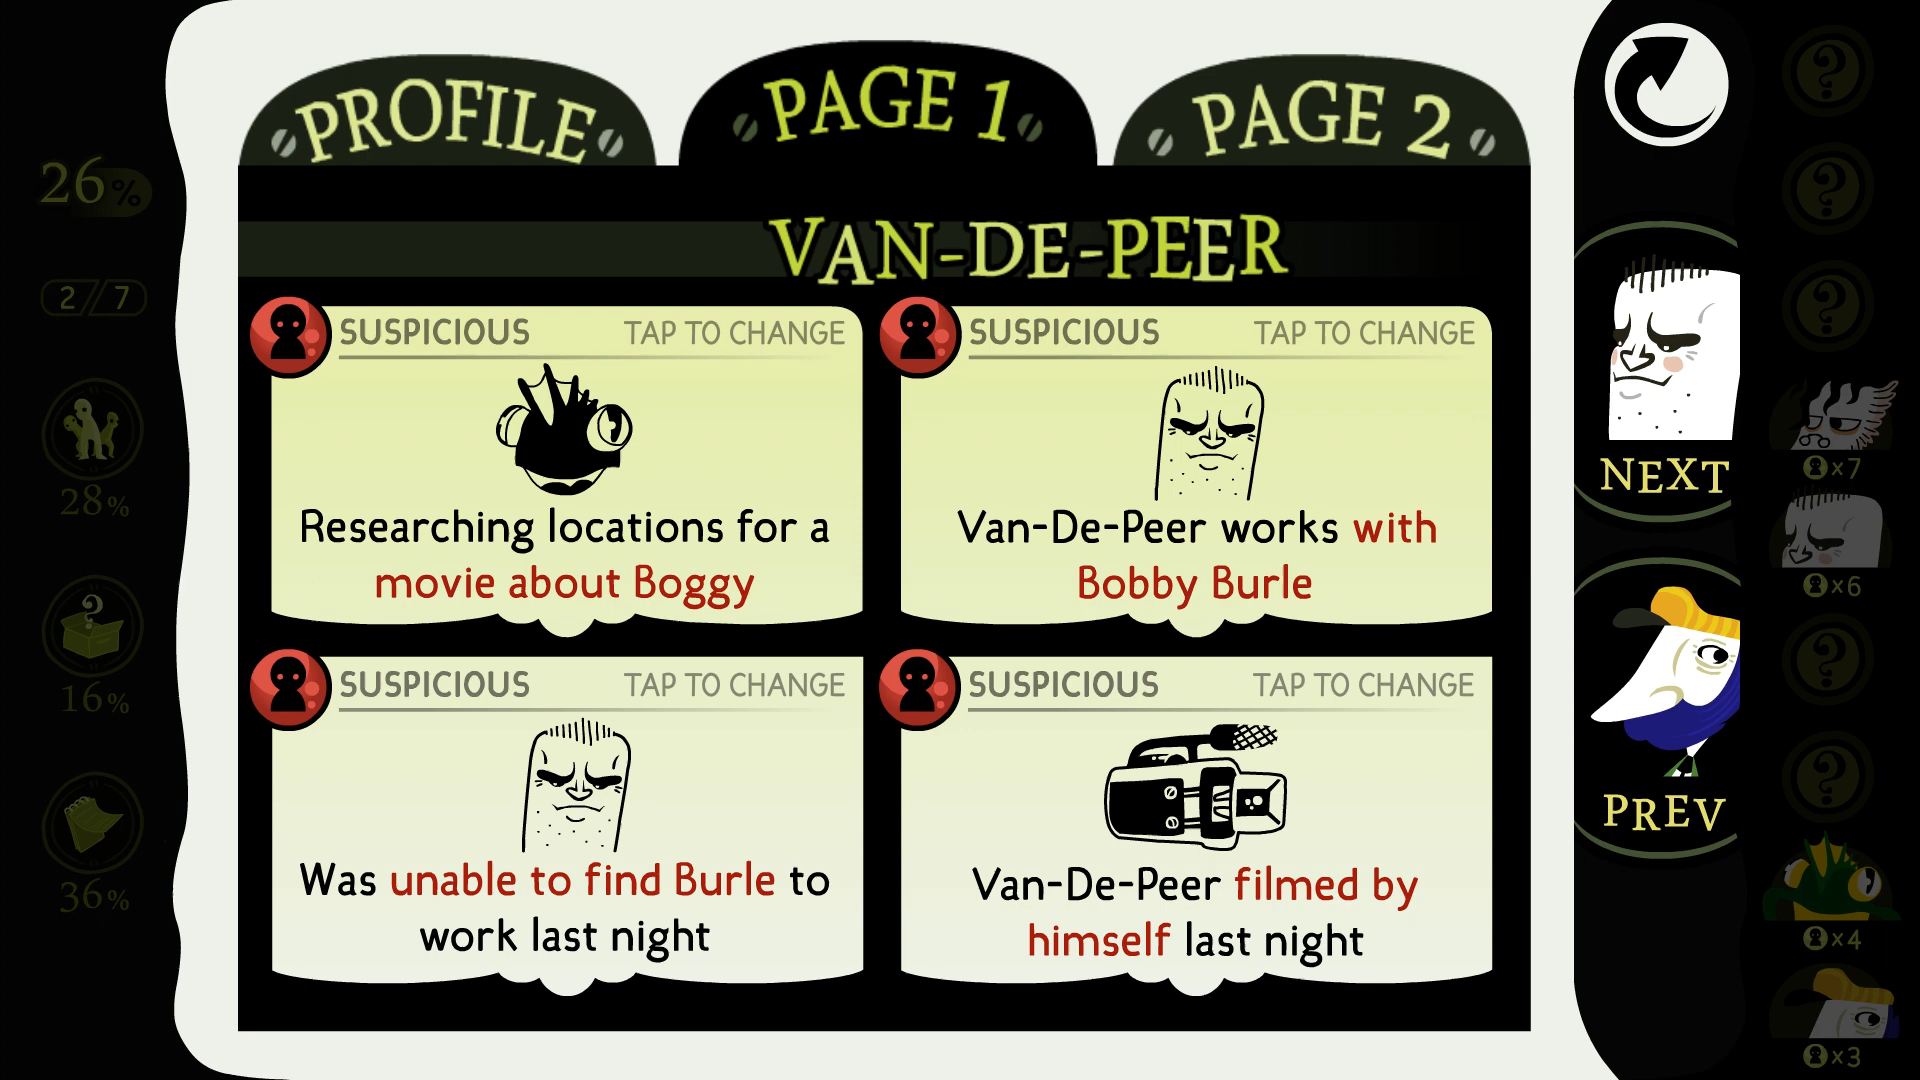 PROFILE
PAGE 1
PAGE 2
VAN-DE-PEER
SUSPICIOUS
TAP TO CHANGE
Researching locations for a
movie about Boggy
SUSPICIOUS
TAP TO CHANGE
Van-De-Peer works with
Bobby Burle
SUSPICIOUS
TAP TO CHANGE
Was unable to find Burle to
work last night
SUSPICIOUS
TAP TO CHANGE
Van-De-Peer filmed by
himself last night
26%
2//7
28%
?
16%
36%
NEXT
PREV
?
?
?
x7
x6
?
?
x4
x3